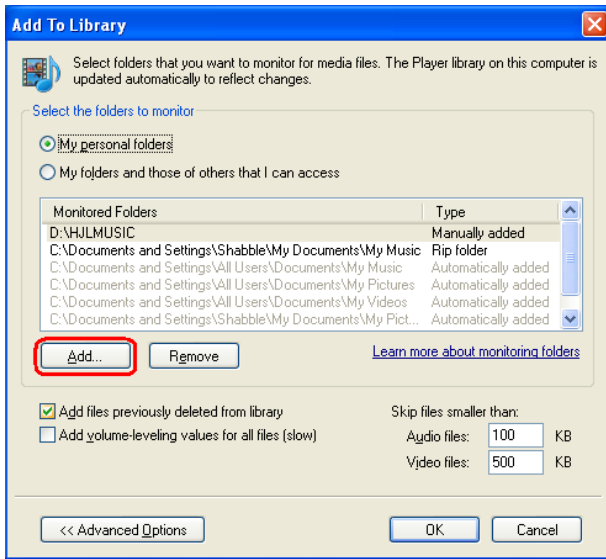 Add To Library
Select folders that you want to monitor for media files. The Player library on this computer is
updated automatically to reflect changes.
Select the folders to monitor
My personal folders
My folders and those of others that I can access
Monitored Folders Type
D:\HJLMUSIC Manually added
C:\Documents and Settings\Shabble\My Documents\My Music Rip folder
C:\Documents and Settings\All Users\Documents\My Music Automatically added
C:\Documents and Settings\All Users\Documents\My Pictures Automatically added
C:\Documents and Settings\All Users\Documents\My Videos Automatically added
C:\Documents and Settings\Shabble\My Documents\My Pict... Automatically added
Add... Remove Learn more about monitoring folders
Add files previously deleted from library Skip files smaller than:
Add volume-leveling values for all files (slow) Audio files: 100 KB
Video files: 500 KB
<< Advanced Options OK Cancel